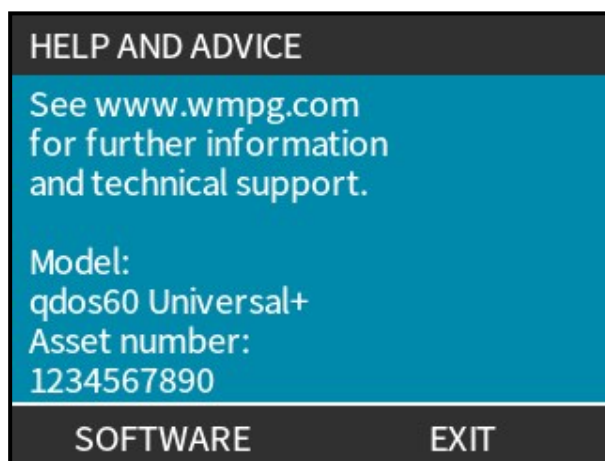 HELP AND ADVICE
See www.wmpg.com
for further information
and technical support.
Model:
qdos60 Universal+
Asset number:
1234567890
SOFTWARE EXIT